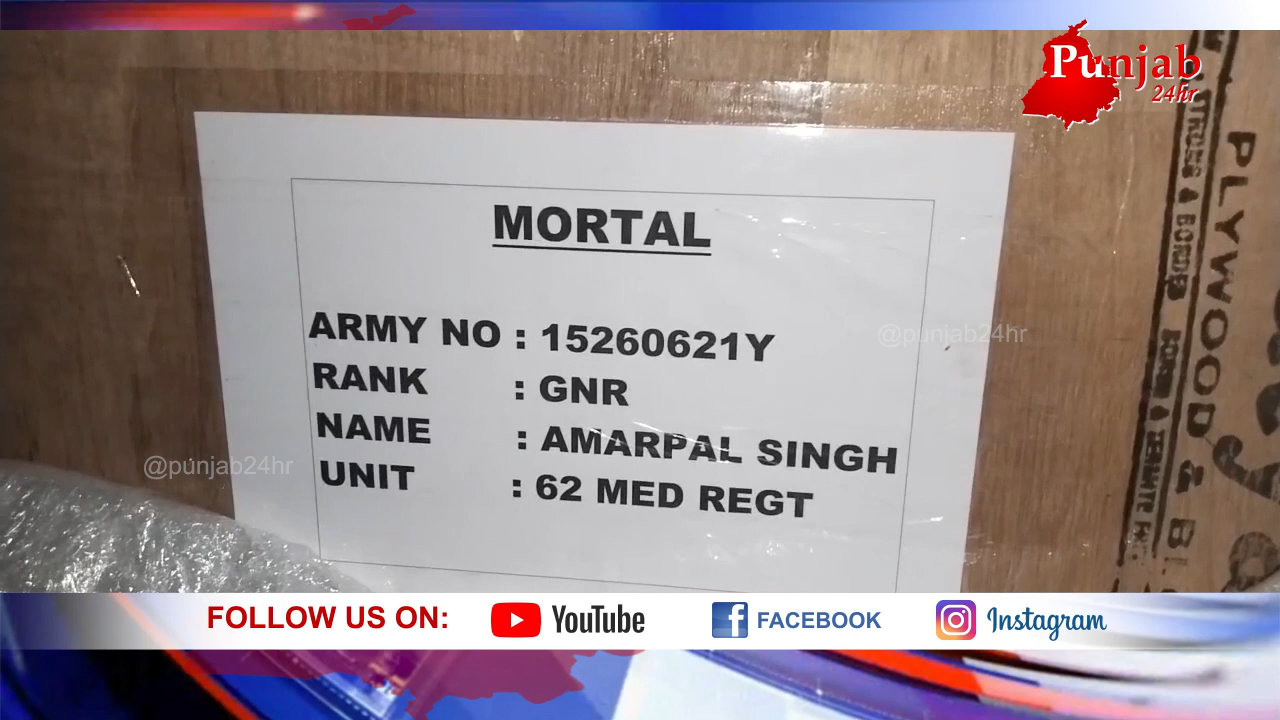 Punjab
24hr
MORTAL
ARMY NO : 15260621Y
RANK : GNR
NAME : AMARPAL SINGH
UNIT : 62 MED REGT
@punjab24hr
@punjab24hr
PLYWOOD & B
FOLLOW US ON: YouTube FACEBOOK Instagram